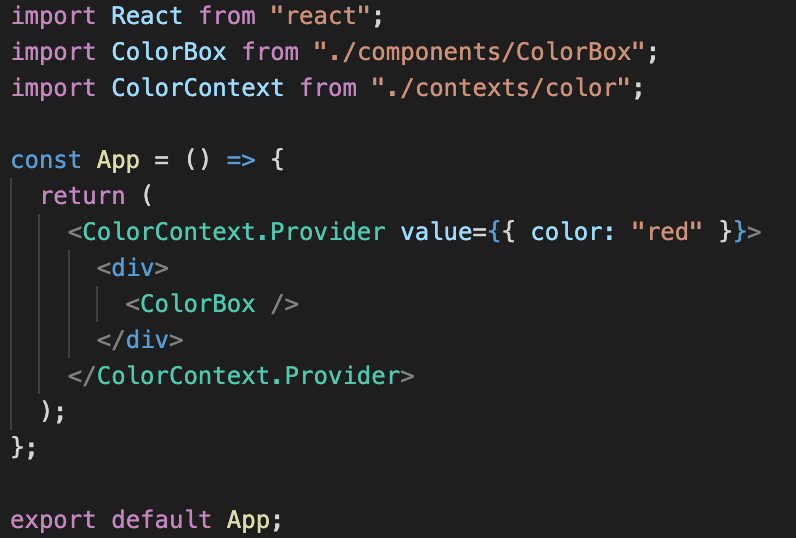 import React from "react";
import ColorBox from "./components/ColorBox";
import ColorContext from "./contexts/color";

const App = () => {
  return (
    <ColorContext.Provider value={{ color: "red" }}>
      <div>
        <ColorBox />
      </div>
    </ColorContext.Provider>
  );
};

export default App;